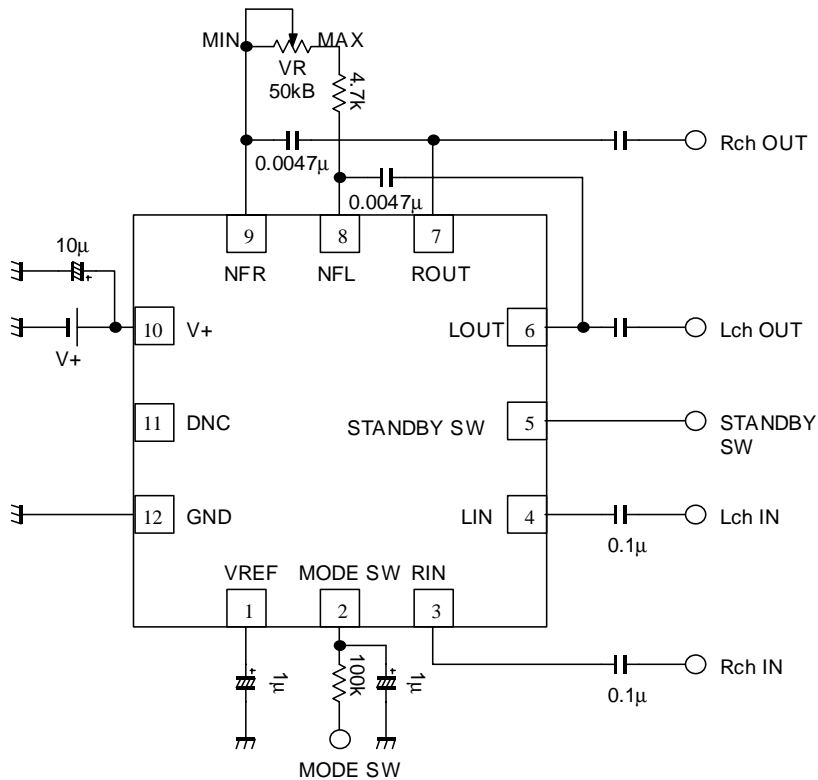 MIN
MAX
VR
50kB
4.7k
0.0047μ
Rch OUT
0.0047μ
9
8
7
NFR
NFL
ROUT
10μ
10
V+
V+
LOUT
6
Lch OUT
11
DNC
STANDBY SW
5
STANDBY
SW
12
GND
LIN
4
Lch IN
0.1μ
VREF
MODE SW
RIN
1
2
3
1μ
100k
1μ
Rch IN
0.1μ
MODE SW